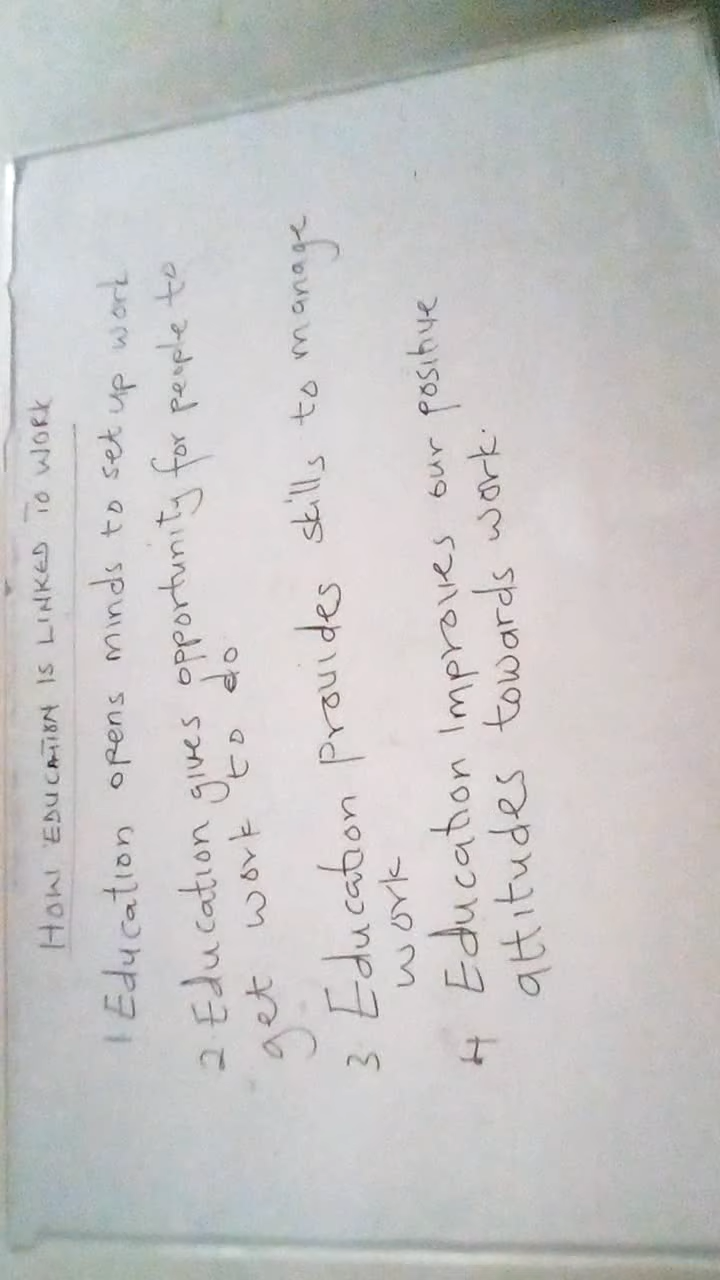 HOW EDUCATION IS LINKED TO WORK
1 Education opens minds to set up work
2 Education gives opportunity for people to
get work to do
3 Education provides skills to manage
work
4 Education Improves our positive
attitudes towards work.